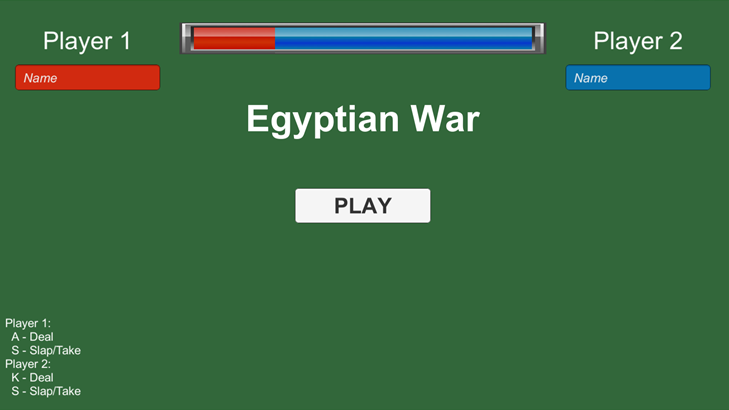 Player 1
Player 2
Name
Name
Egyptian War
PLAY
Player 1:
A - Deal
S - Slap/Take
Player 2:
K - Deal
S - Slap/Take